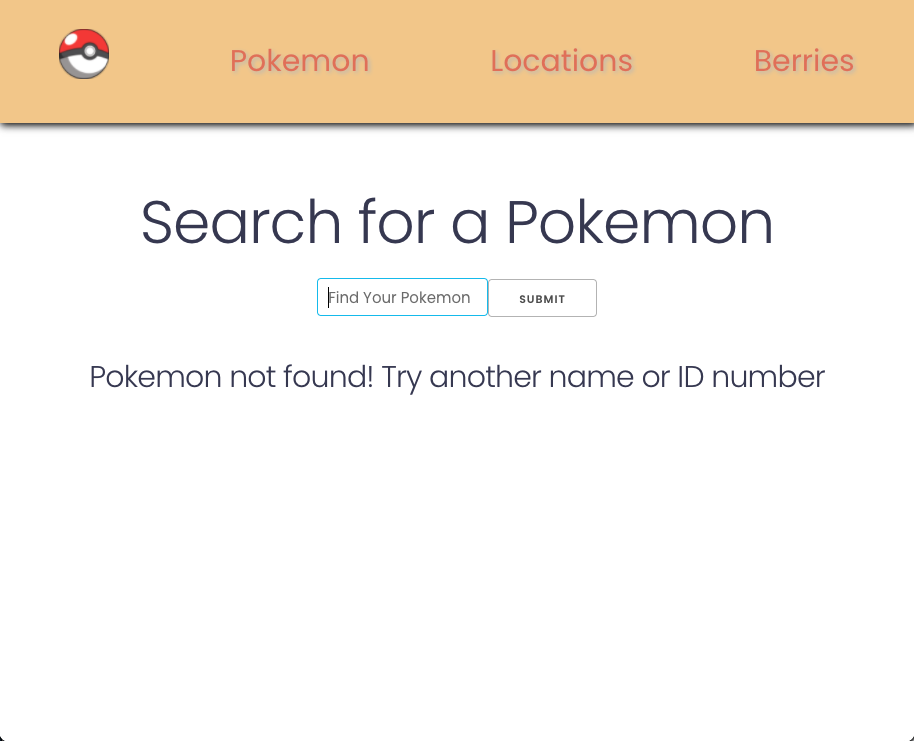 Pokemon Locations Berries
Search for a Pokemon
Find Your Pokemon SUBMIT
Pokemon not found! Try another name or ID number